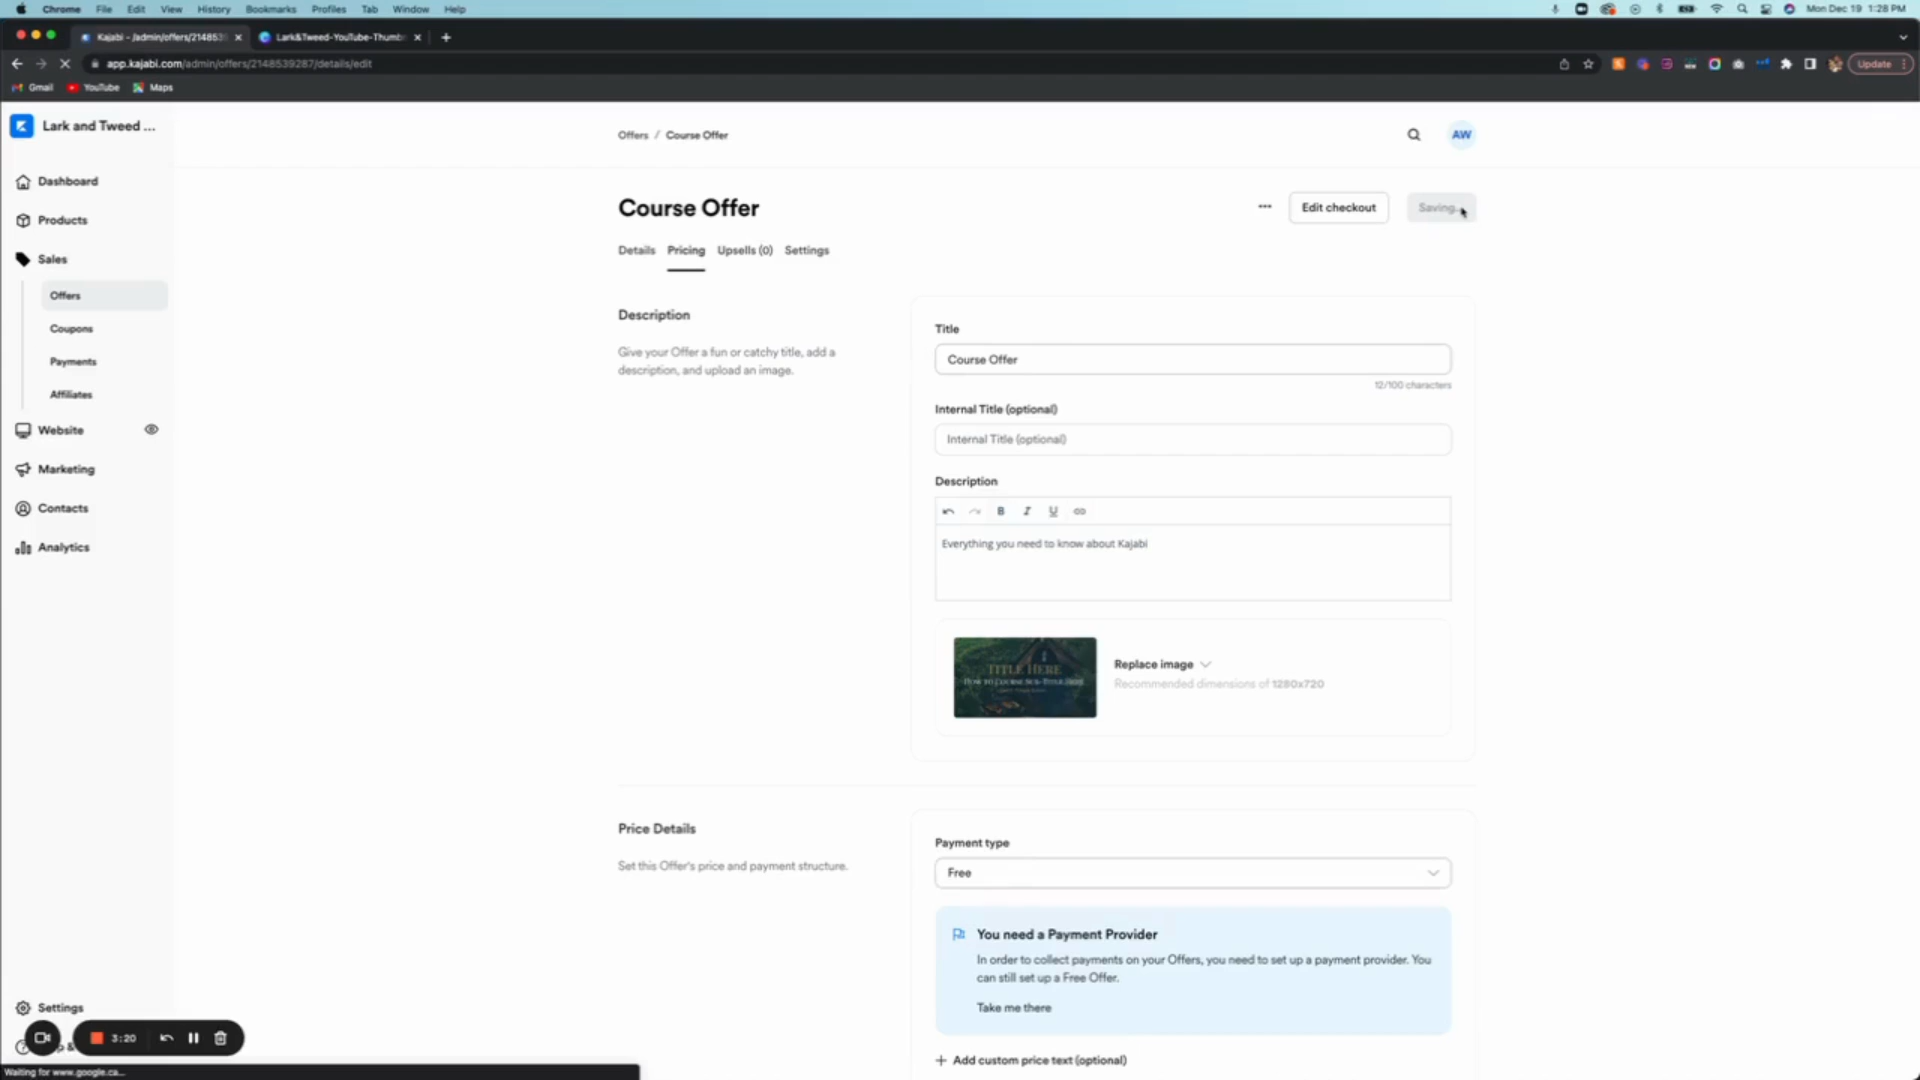 Chrome File Edit View History Bookmarks Profiles Tab Window Help
Mon Dec 19 1:28 PM
Kajabi - /admin/offers/214853
Lark&Tweed-YouTube-Thumb
app.kajabi.com/admin/offers/2148539287/details/edit
Update
Gmail YouTube Maps
Lark and Tweed ...
Offers / Course Offer
AW
Dashboard
Products
Sales
Offers
Coupons
Payments
Affiliates
Website
Marketing
Contacts
Analytics
Settings
3:20
Waiting for www.google.ca...
Course Offer
Edit checkout
Saving...
Details Pricing Upsells (0) Settings
Description
Give your Offer a fun or catchy title, add a
description, and upload an image.
Title
Course Offer
12/100 characters
Internal Title (optional)
Internal Title (optional)
Description
B I U
Everything you need to know about Kajabi
TITLE HERE
HOW TO COURSE SUB-TITLE HERE
Replace image
Recommended dimensions of 1280x720
Price Details
Set this Offer's price and payment structure.
Payment type
Free
You need a Payment Provider
In order to collect payments on your Offers, you need to set up a payment provider. You
can still set up a Free Offer.
Take me there
+ Add custom price text (optional)